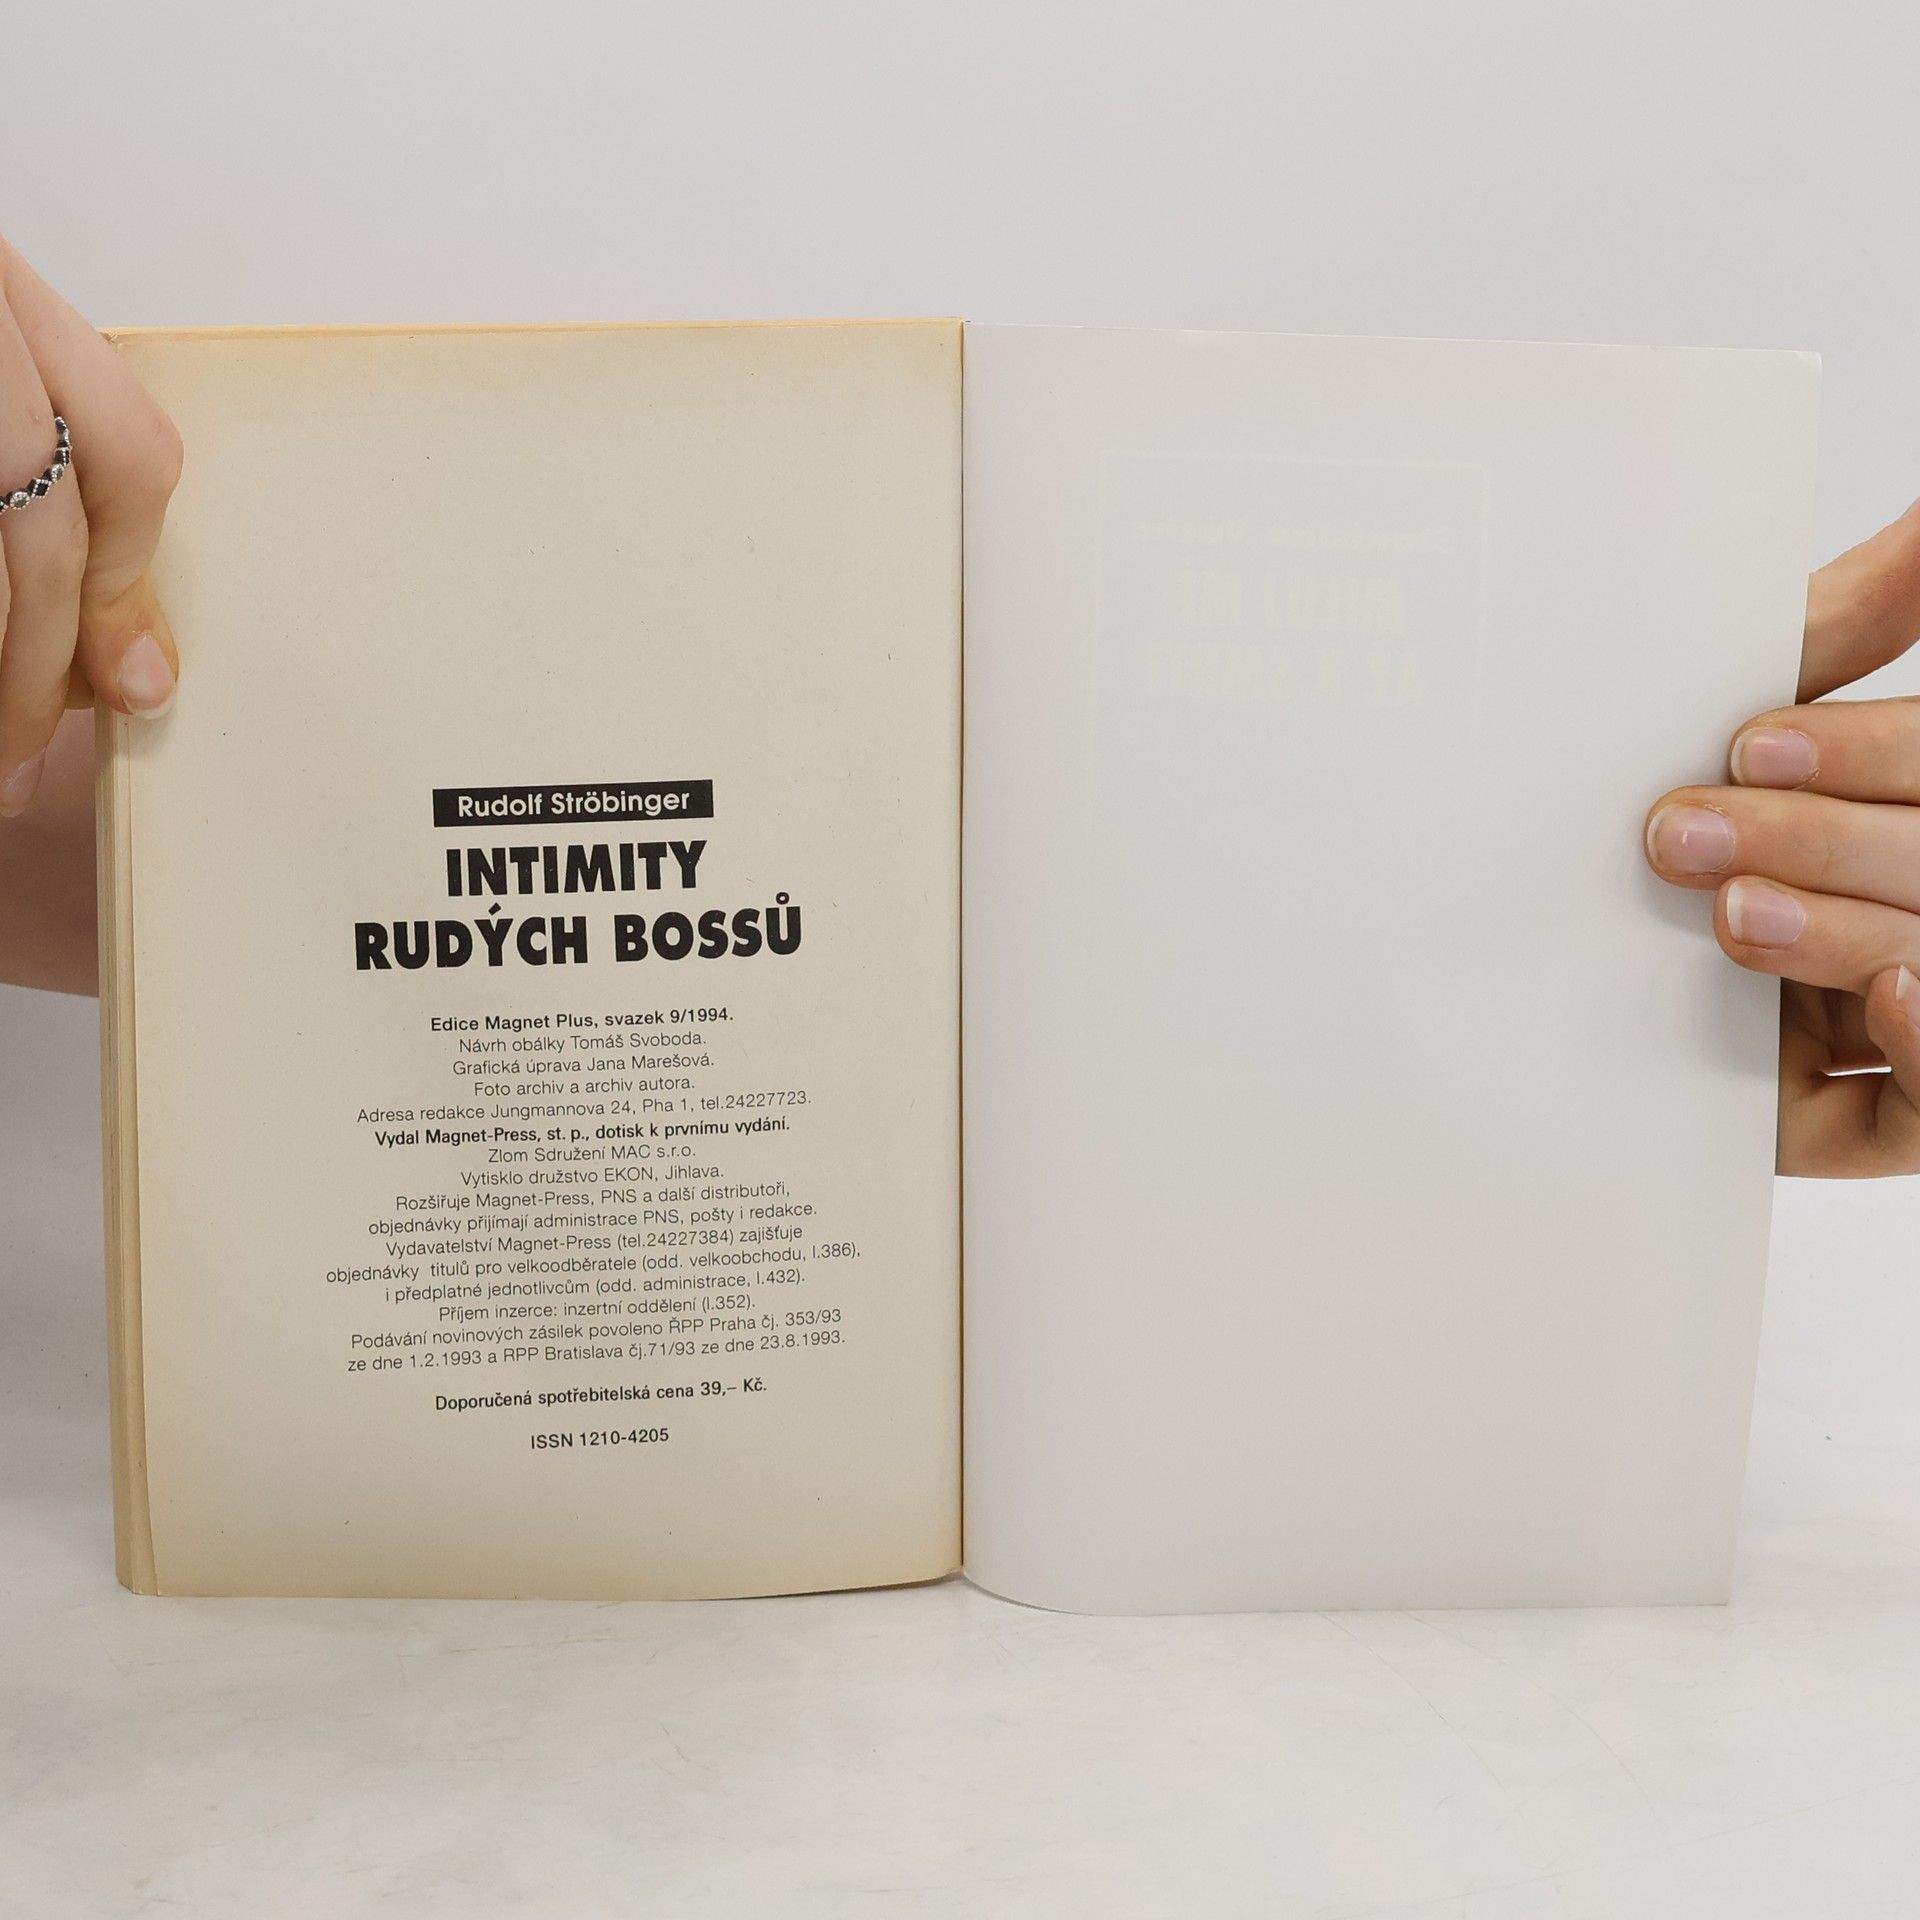 Rudolf Ströbinger
INTIMITY
RUDÝCH BOSSŮ
Edice Magnet Plus, svazek 9/1994.
Návrh obálky Tomáš Svoboda.
Grafická úprava Jana Marešová.
Foto archiv a archiv autora.
Adresa redakce Jungmannova 24, Pha 1, tel.24227723.
Vydal Magnet-Press, st. p., dotisk k prvnímu vydání.
Zlom Sdružení MAC s.r.o.
Vytisklo družstvo EKON, Jihlava.
Rozšiřuje Magnet-Press, PNS a další distributoři,
objednávky přijímají administrace PNS, pošty i redakce.
Vydavatelství Magnet-Press (tel.24227384) zajišťuje
objednávky titulů pro velkoodběratele (odd. velkoobchodu, l.386),
i předplatné jednotlivcům (odd. administrace, l.432).
Příjem inzerce: inzertní oddělení (l.352).
Podávání novinových zásilek povoleno ŘPP Praha čj. 353/93
ze dne 1.2.1993 a RPP Bratislava čj.71/93 ze dne 23.8.1993.
Doporučená spotřebitelská cena 39,– Kč.
ISSN 1210-4205